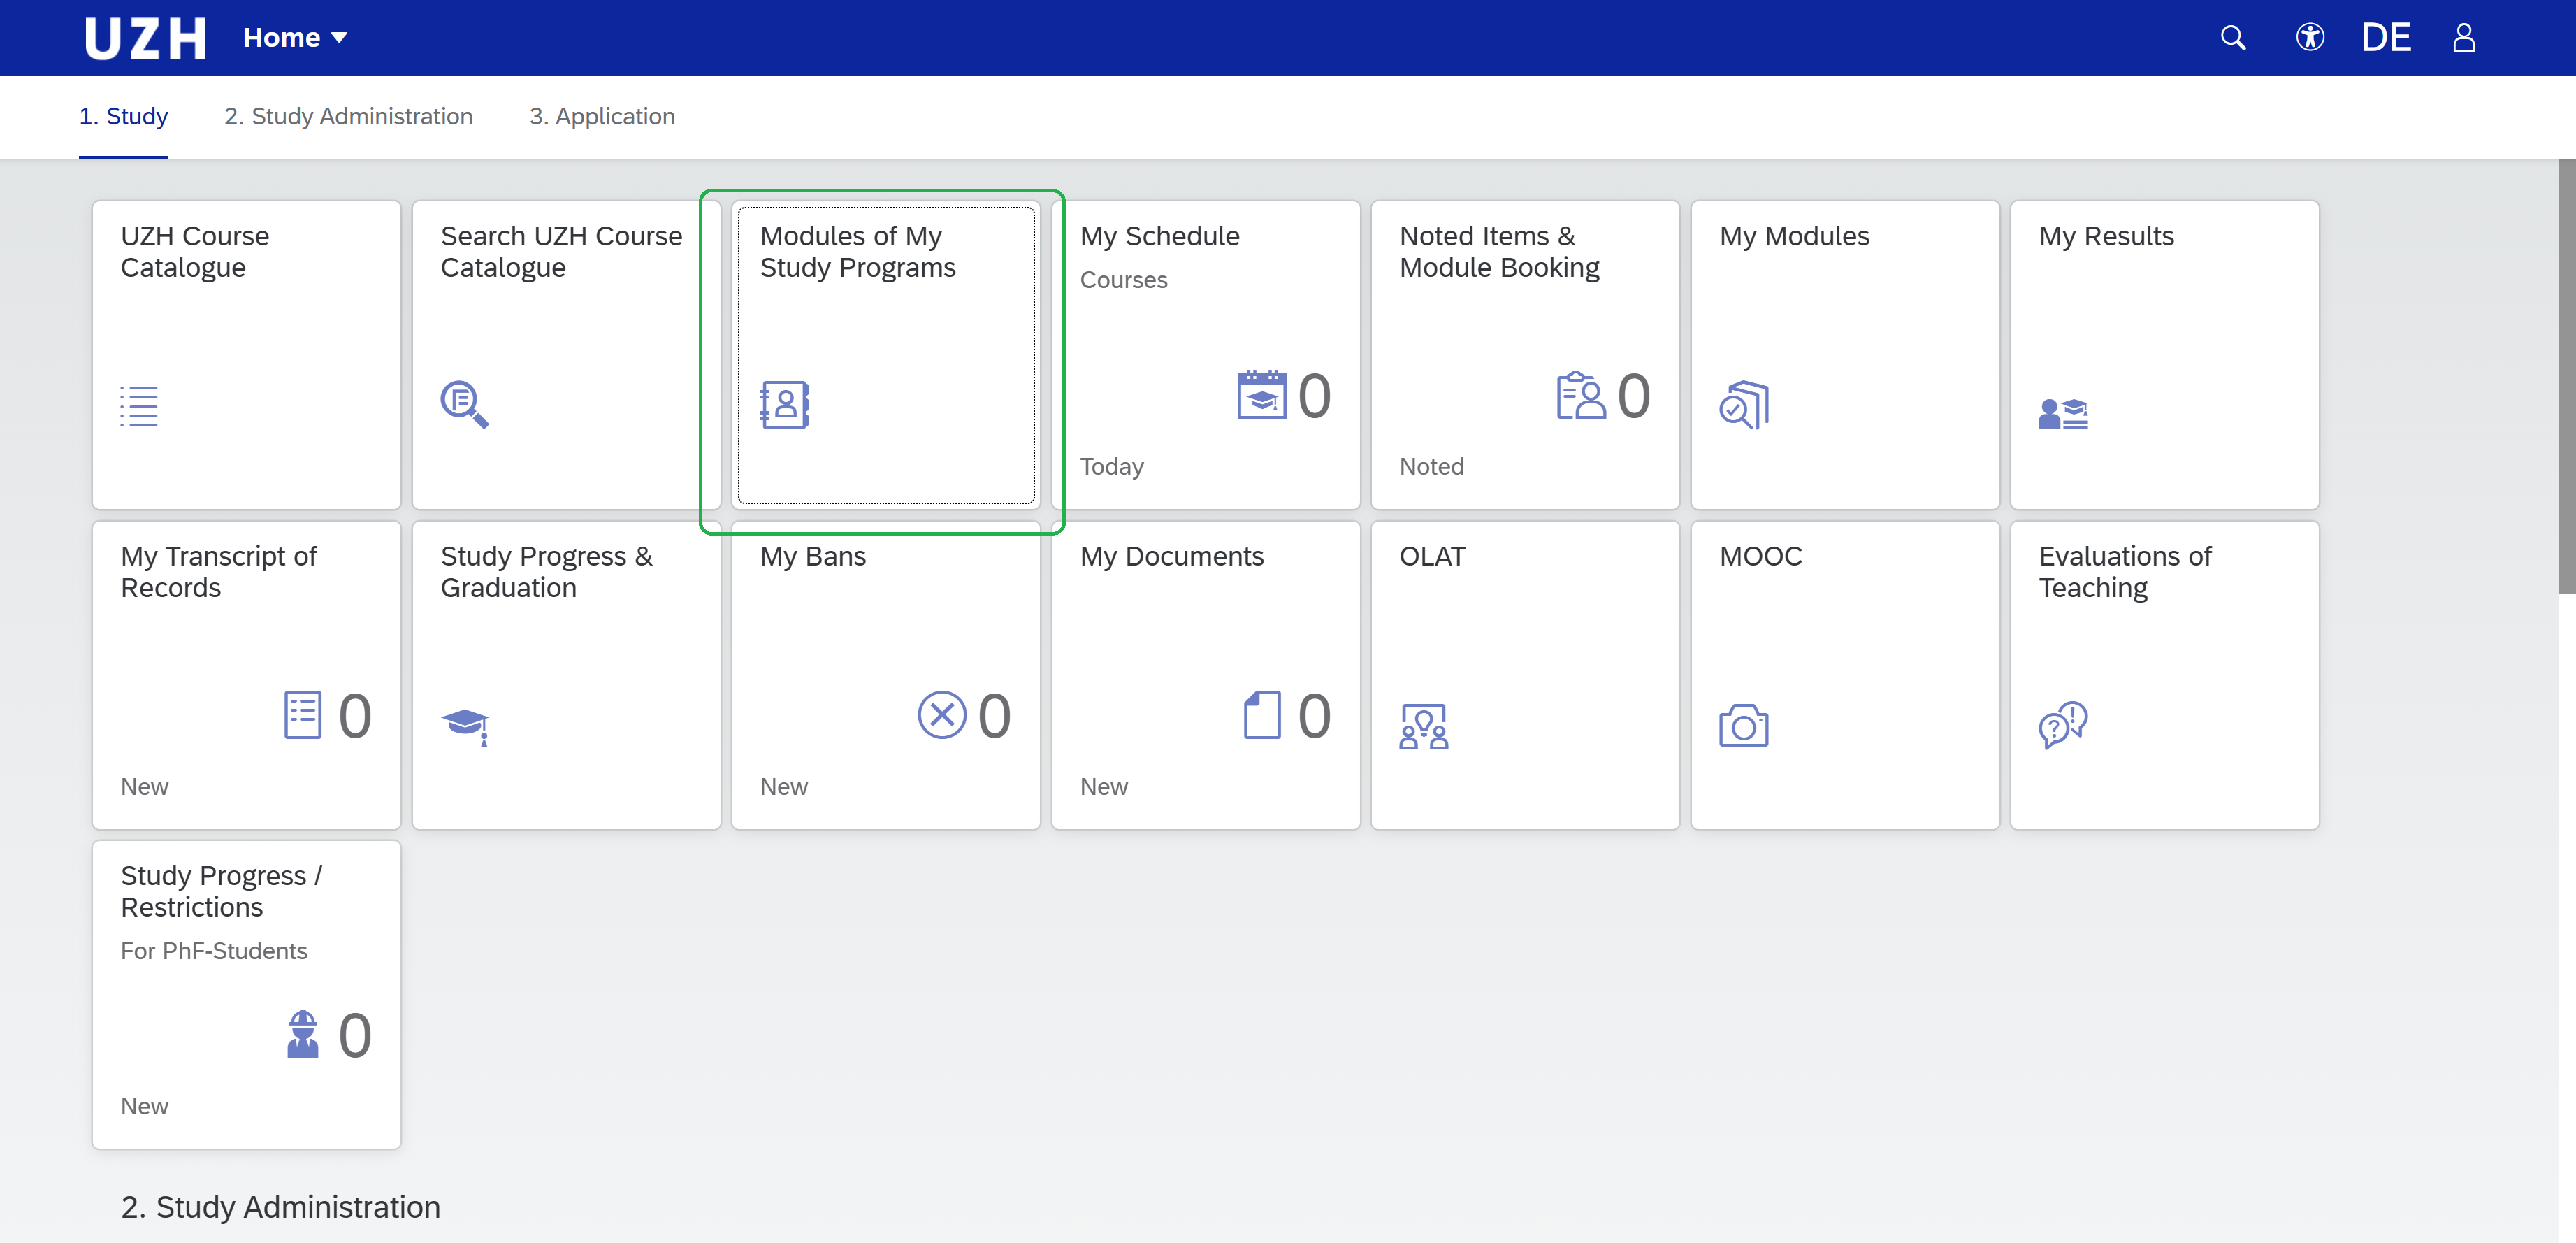 UZH
Home
DE
1. Study
2. Study Administration
3. Application
UZH Course
Catalogue
Search UZH Course
Catalogue
Modules of My
Study Programs
My Schedule
Courses
0
Today
Noted Items &
Module Booking
0
Noted
My Modules
My Results
My Transcript of
Records
0
New
Study Progress &
Graduation
My Bans
0
New
My Documents
0
New
OLAT
MOOC
Evaluations of
Teaching
Study Progress /
Restrictions
For PhF-Students
0
New
2. Study Administration